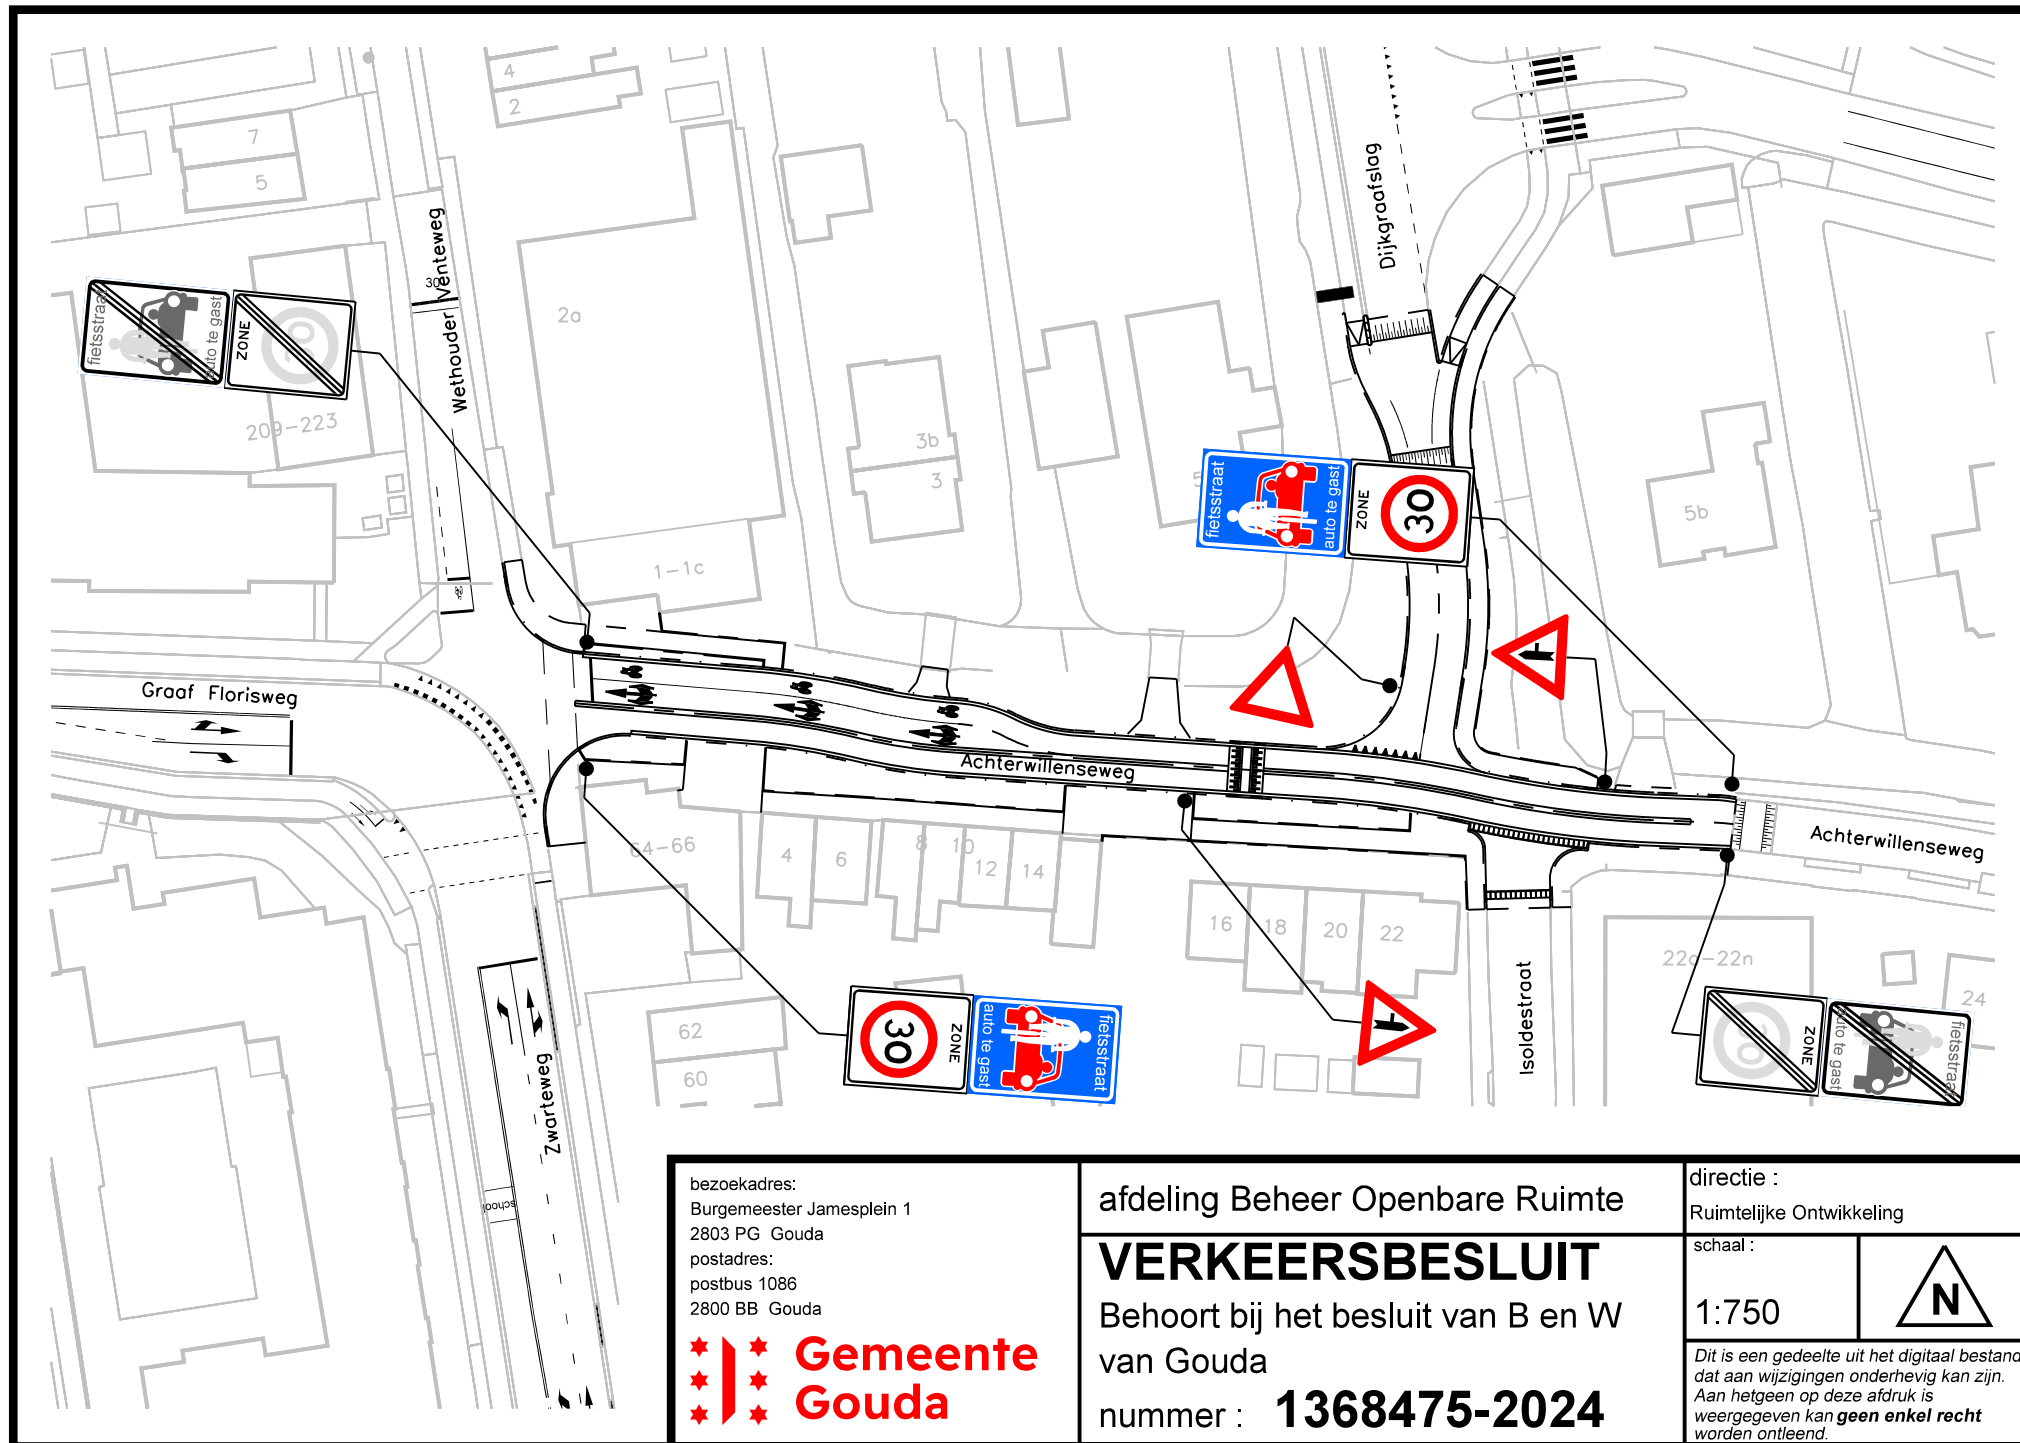 4
2
7
5
Wethouder Venteweg
30
2a
Dijkgraafslag
fietsstraat
auto te gast
ZONE
30
209-223
3b
3
5
fietsstraat
auto te gast
ZONE
30
5b
1-1c
Graaf Florisweg
Achterwillenseweg
Achterwillenseweg
64-66
4
6
8
10
12
14
16
18
20
22
22a-22n
24
Isoldestraat
62
60
Zwarteweg
school
30
ZONE
auto te gast
fietsstraat
30
ZONE
auto te gast
fietsstraat
bezoekadres:
Burgemeester Jamesplein 1
2803 PG Gouda
postadres:
postbus 1086
2800 BB Gouda
Gemeente
Gouda
afdeling Beheer Openbare Ruimte
VERKEERSBESLUIT
Behoort bij het besluit van B en W
van Gouda
nummer : 1368475-2024
directie :
Ruimtelijke Ontwikkeling
schaal :
1:750
N
Dit is een gedeelte uit het digitaal bestand
dat aan wijzigingen onderhevig kan zijn.
Aan hetgeen op deze afdruk is
weergegeven kan geen enkel recht
worden ontleend.